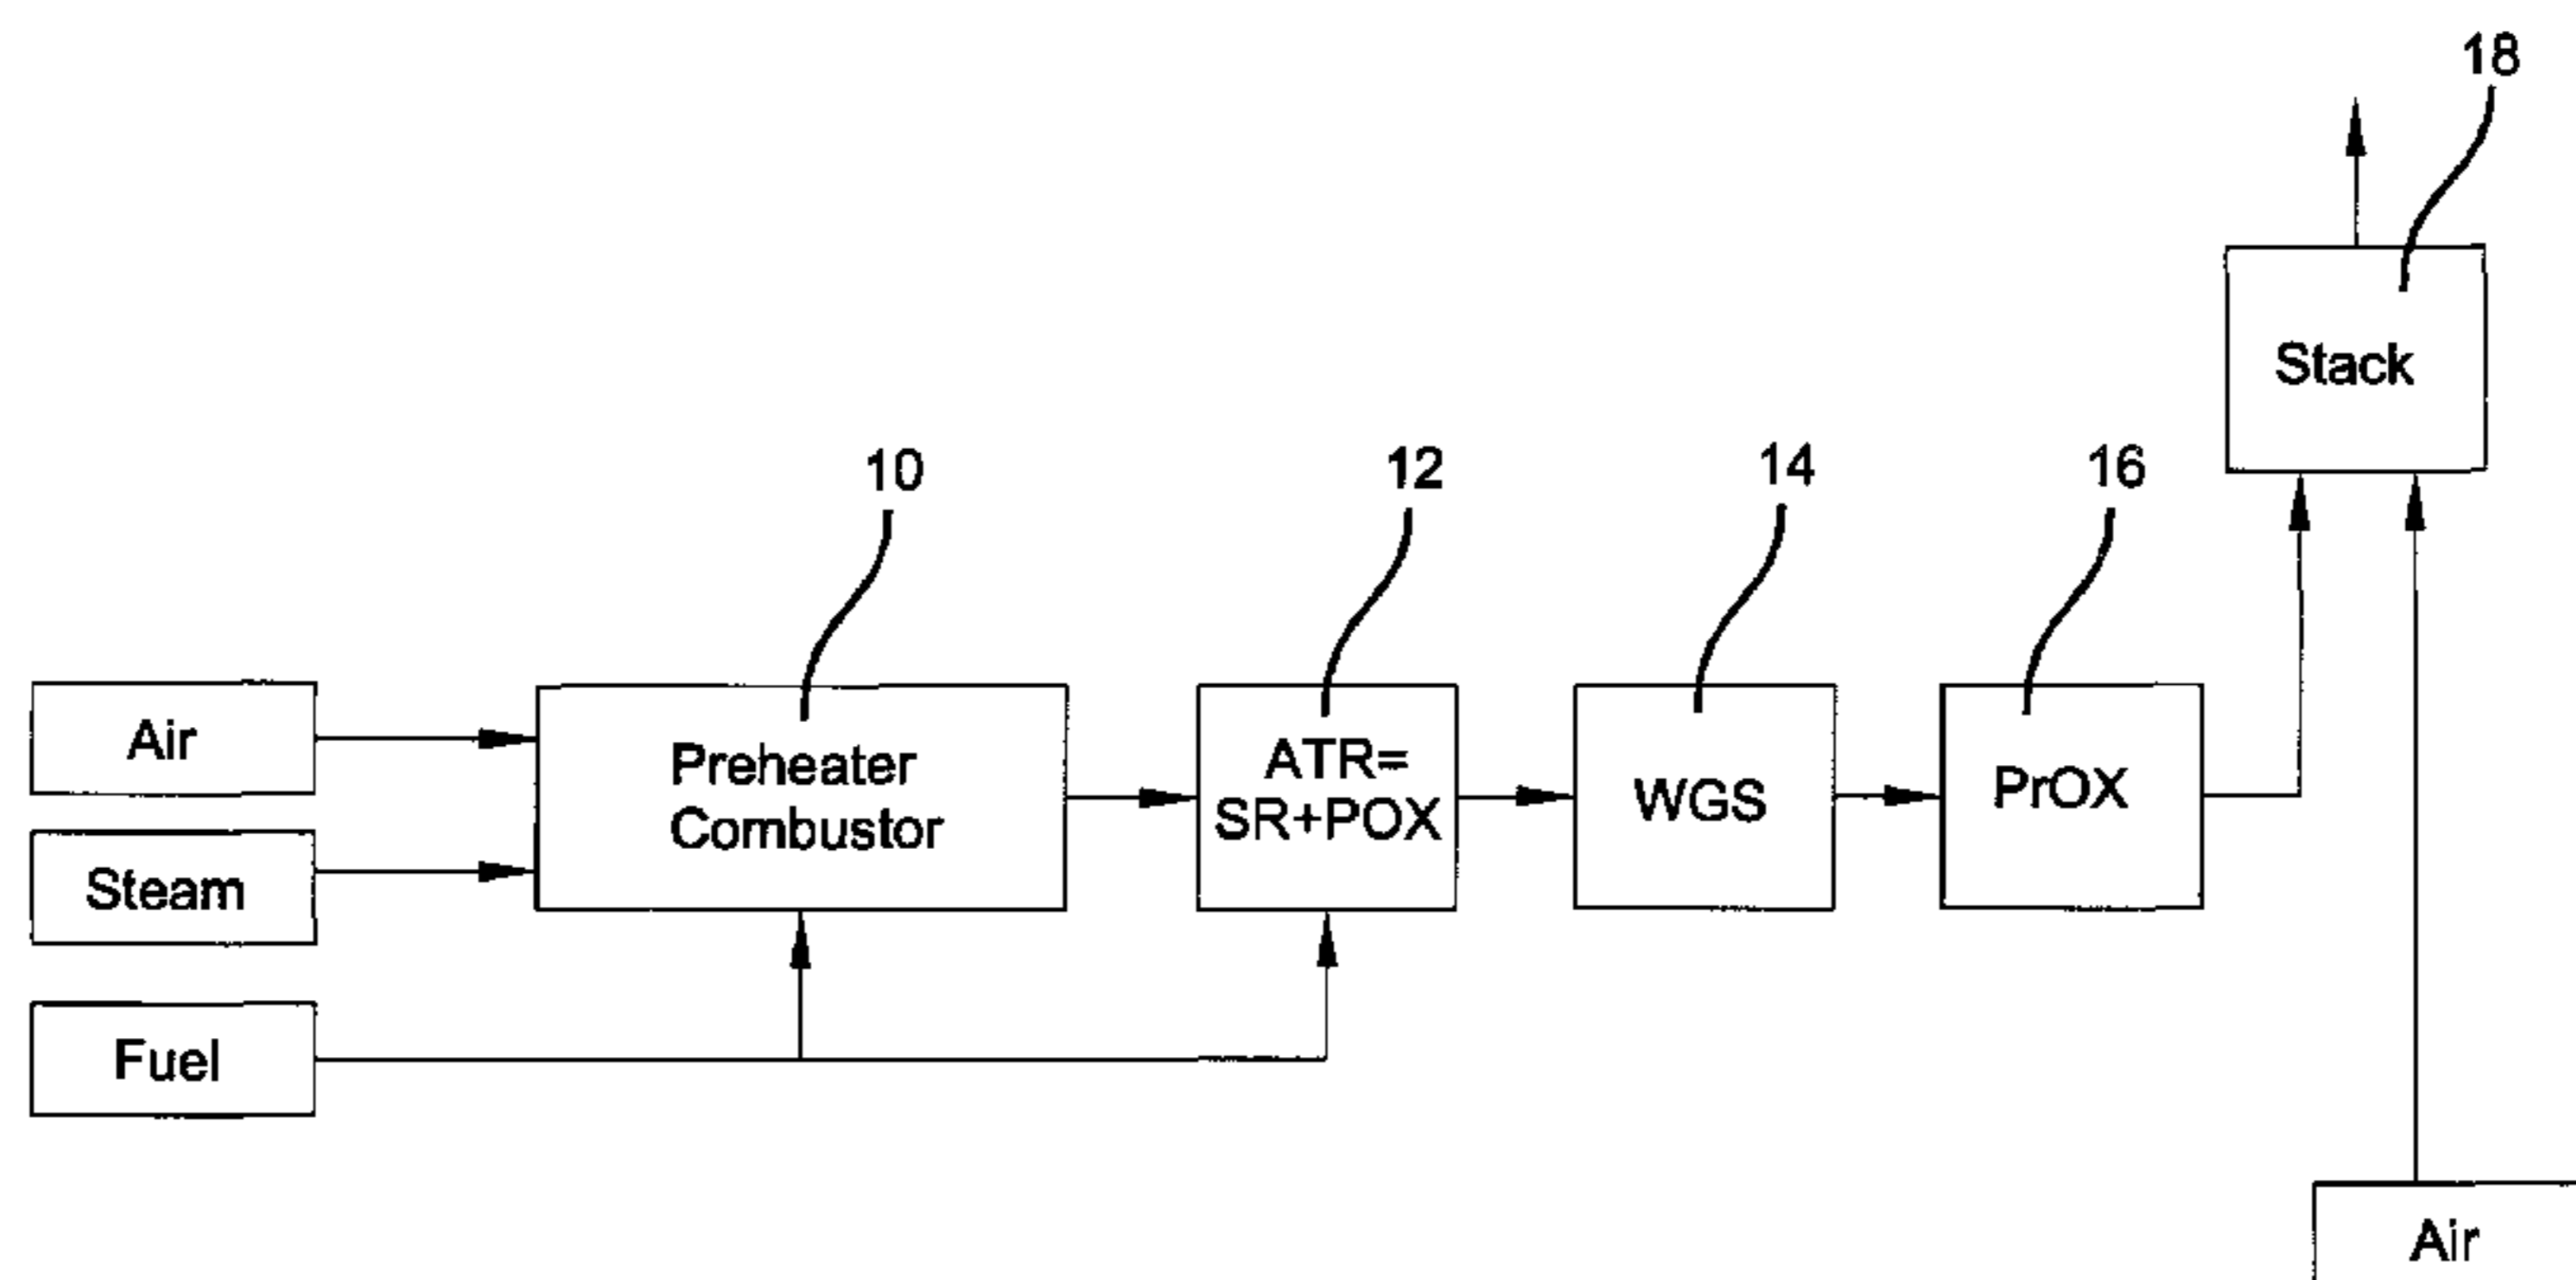 18
Stack
10
12
14
16
Air
Preheater
Combustor
ATR=
SR+POX
WGS
PrOX
Steam
Fuel
Air